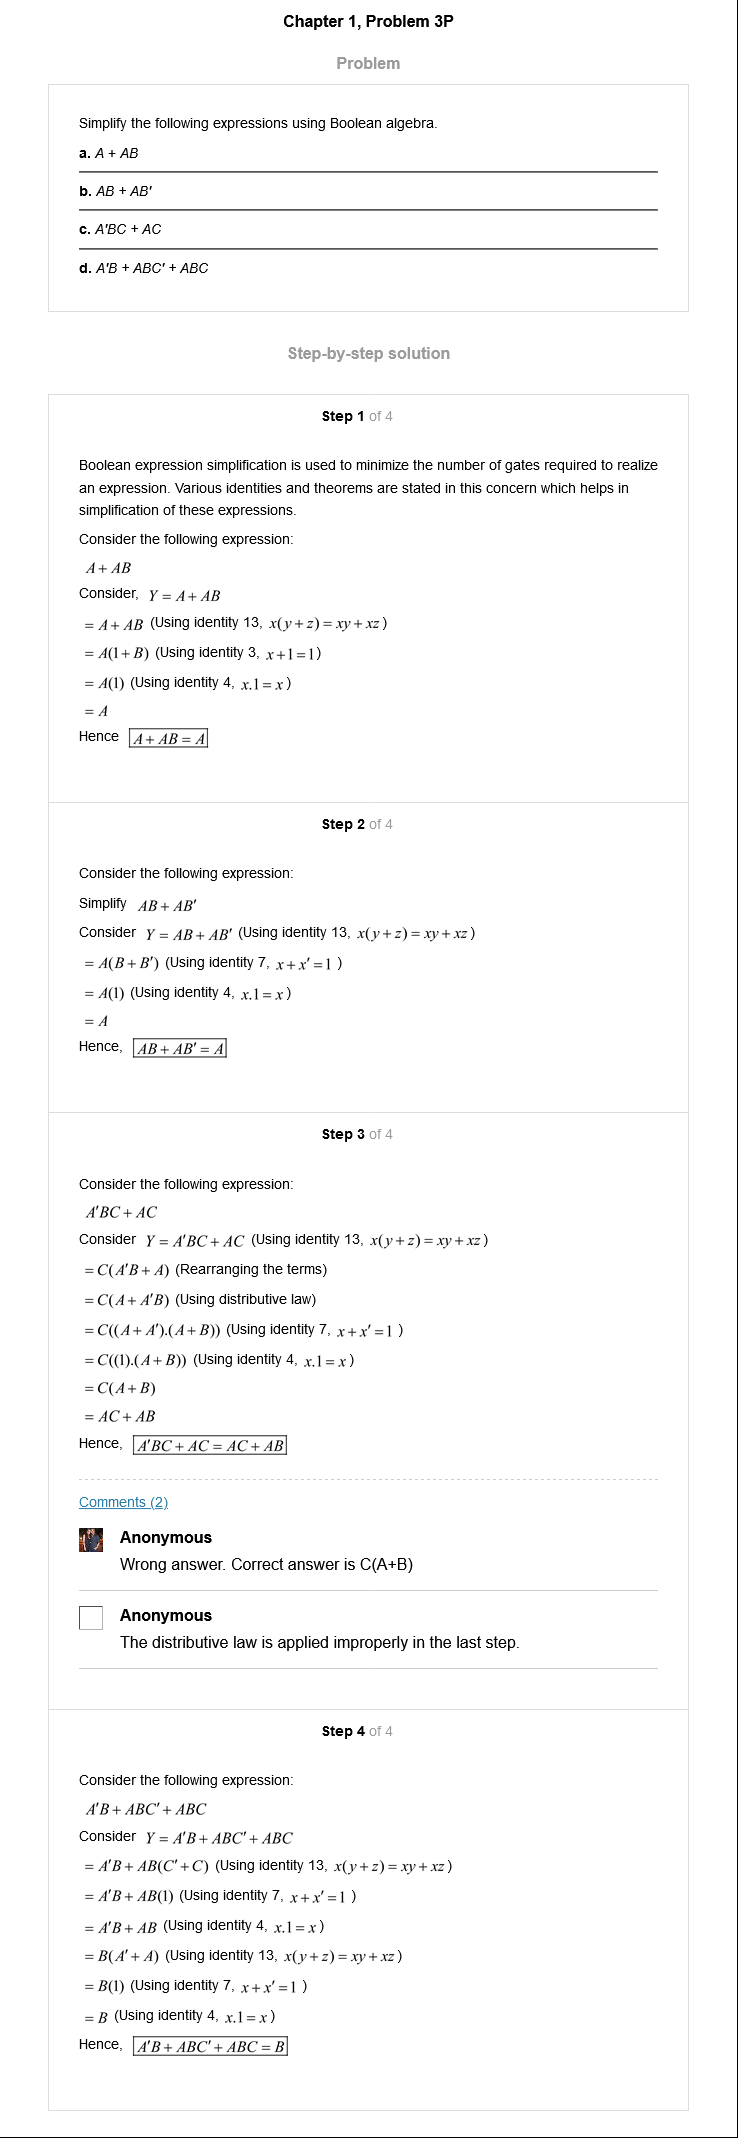 Chapter 1, Problem 3P
Problem
Simplify the following expressions using Boolean algebra.
a. A + AB
b. AB + AB′
c. A′BC + AC
d. A′B + ABC′ + ABC
Step-by-step solution
Step 1 of 4
Boolean expression simplification is used to minimize the number of gates required to realize
an expression. Various identities and theorems are stated in this concern which helps in
simplification of these expressions.
Consider the following expression:
A + AB
Consider, Y = A + AB
= A + AB (Using identity 13, x(y + z) = xy + xz)
= A(1 + B) (Using identity 3, x + 1 = 1)
= A(1) (Using identity 4, x.1 = x)
= A
Hence A + AB = A
Step 2 of 4
Consider the following expression:
Simplify AB + AB′
Consider Y = AB + AB′ (Using identity 13, x(y + z) = xy + xz)
= A(B + B′) (Using identity 7, x + x′ = 1)
= A(1) (Using identity 4, x.1 = x)
= A
Hence, AB + AB′ = A
Step 3 of 4
Consider the following expression:
A′BC + AC
Consider Y = A′BC + AC (Using identity 13, x(y + z) = xy + xz)
= C(A′B + A) (Rearranging the terms)
= C(A + A′B) (Using distributive law)
= C((A + A′).(A + B)) (Using identity 7, x + x′ = 1)
= C((1).(A + B)) (Using identity 4, x.1 = x)
= C(A + B)
= AC + AB
Hence, A′BC + AC = AC + AB
Comments (2)
Anonymous
Wrong answer. Correct answer is C(A+B)
Anonymous
The distributive law is applied improperly in the last step.
Step 4 of 4
Consider the following expression:
A′B + ABC′ + ABC
Consider Y = A′B + ABC′ + ABC
= A′B + AB(C′ + C) (Using identity 13, x(y + z) = xy + xz)
= A′B + AB(1) (Using identity 7, x + x′ = 1)
= A′B + AB (Using identity 4, x.1 = x)
= B(A′ + A) (Using identity 13, x(y + z) = xy + xz)
= B(1) (Using identity 7, x + x′ = 1)
= B (Using identity 4, x.1 = x)
Hence, A′B + ABC′ + ABC = B